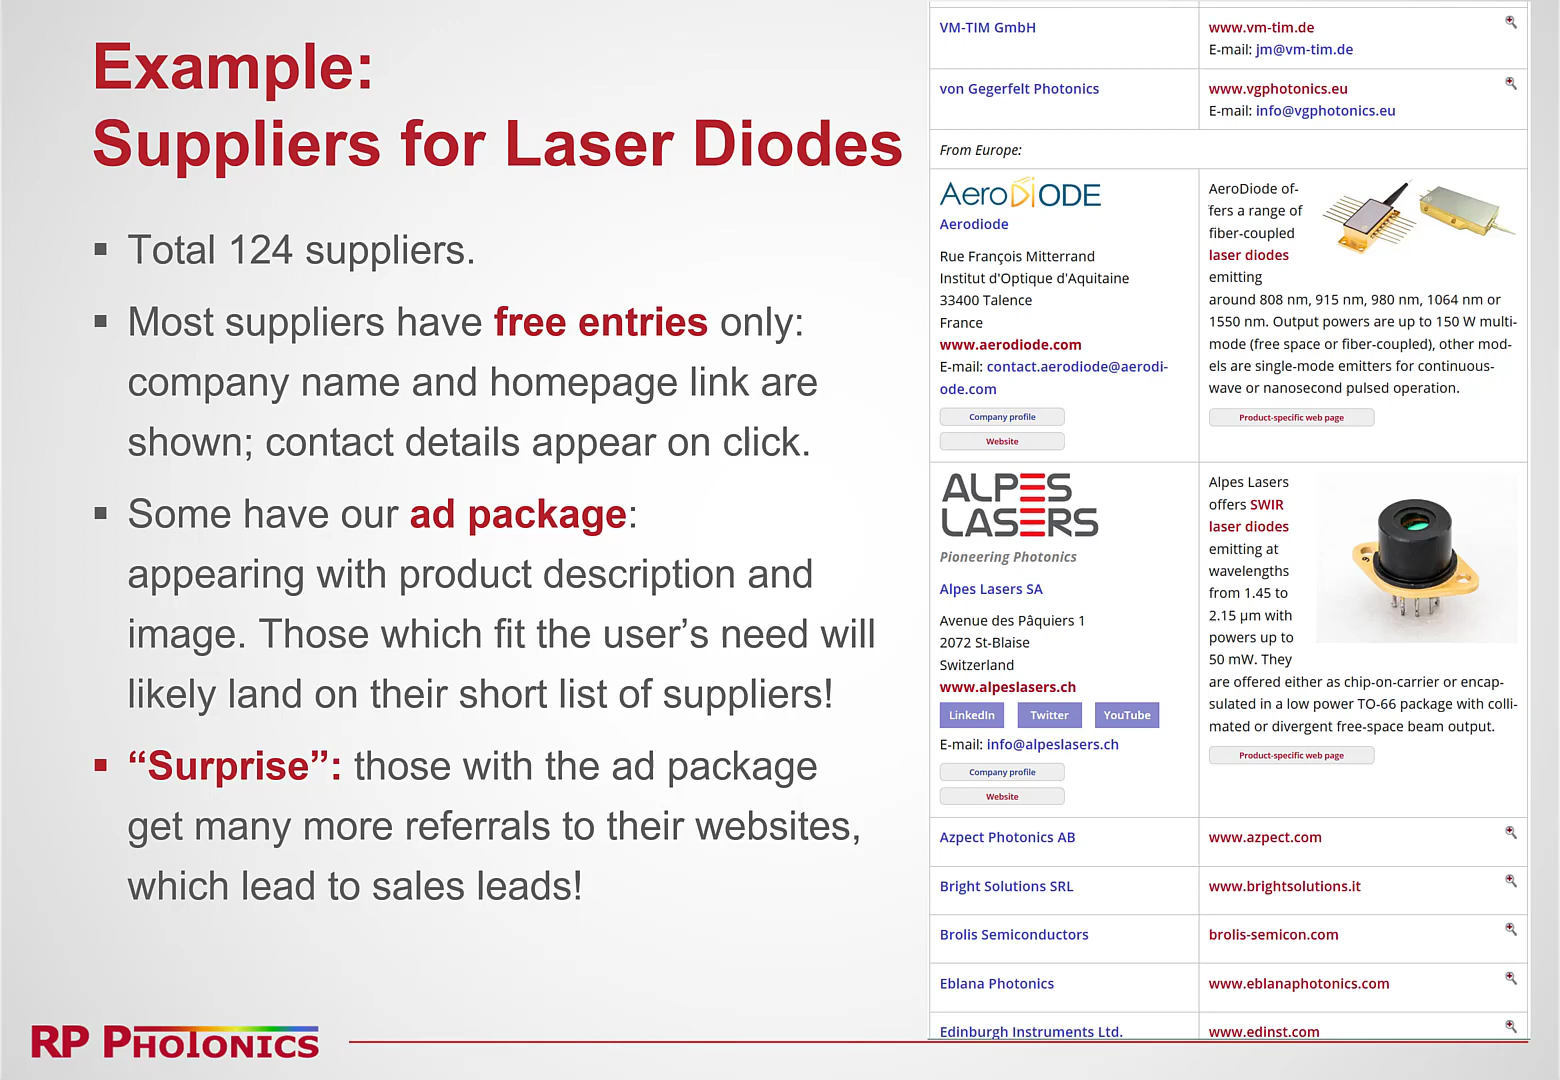 Example:
Suppliers for Laser Diodes
▪ Total 124 suppliers.
▪ Most suppliers have free entries only:
company name and homepage link are
shown; contact details appear on click.
▪ Some have our ad package:
appearing with product description and
image. Those which fit the user’s need will
likely land on their short list of suppliers!
▪ “Surprise”: those with the ad package
get many more referrals to their websites,
which lead to sales leads!
RP PHOTONICS
VM-TIM GmbH
www.vm-tim.de
E-mail: jm@vm-tim.de
von Gegerfelt Photonics
www.vgphotonics.eu
E-mail: info@vgphotonics.eu
From Europe:
AeroDIODE
Aerodiode
Rue François Mitterrand
Institut d'Optique d'Aquitaine
33400 Talence
France
www.aerodiode.com
E-mail: contact.aerodiode@aerodi-
ode.com
Company profile
Website
AeroDiode of-
fers a range of
fiber-coupled
laser diodes
emitting
around 808 nm, 915 nm, 980 nm, 1064 nm or
1550 nm. Output powers are up to 150 W multi-
mode (free space or fiber-coupled), other mod-
els are single-mode emitters for continuous-
wave or nanosecond pulsed operation.
Product-specific web page
ALPES
LASERS
Pioneering Photonics
Alpes Lasers SA
Avenue des Pâquiers 1
2072 St-Blaise
Switzerland
www.alpeslasers.ch
LinkedIn Twitter YouTube
E-mail: info@alpeslasers.ch
Company profile
Website
Alpes Lasers
offers SWIR
laser diodes
emitting at
wavelengths
from 1.45 to
2.15 µm with
powers up to
50 mW. They
are offered either as chip-on-carrier or encap-
sulated in a low power TO-66 package with colli-
mated or divergent free-space beam output.
Product-specific web page
Azpect Photonics AB
www.azpect.com
Bright Solutions SRL
www.brightsolutions.it
Brolis Semiconductors
brolis-semicon.com
Eblana Photonics
www.eblanaphotonics.com
Edinburgh Instruments Ltd.
www.edinst.com